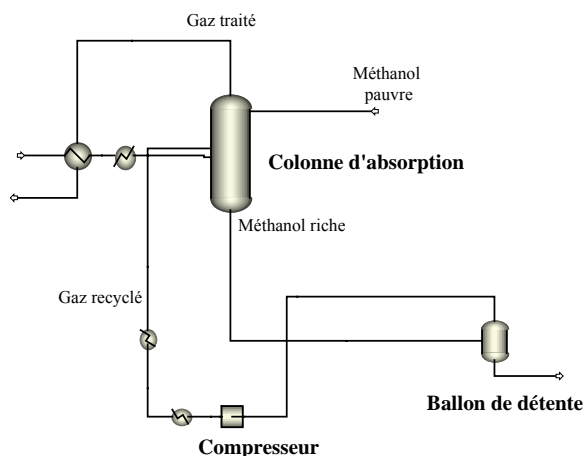 Gaz traité
Méthanol
pauvre
Colonne d'absorption
Méthanol riche
Gaz recyclé
Ballon de détente
Compresseur